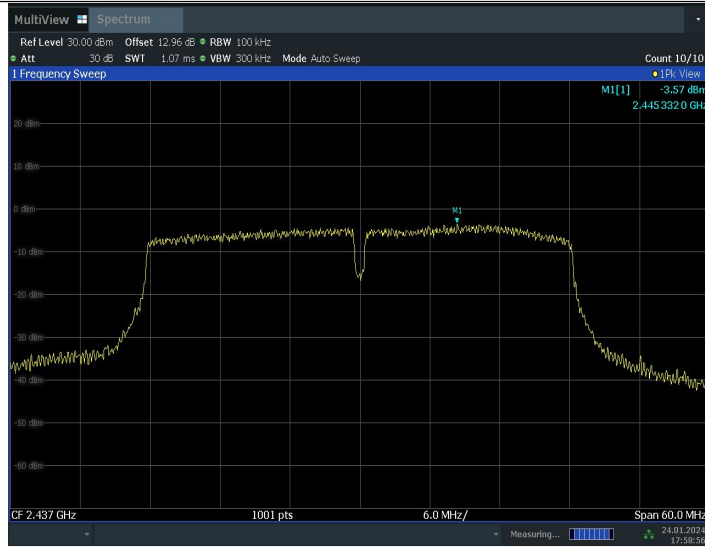 MultiView Spectrum
Ref Level 30.00 dBm Offset 12.96 dB RBW 100 kHz
Att 30 dB SWT 1.07 ms VBW 300 kHz Mode Auto Sweep Count 10/10
1 Frequency Sweep 1Pk View
M1[1] -3.57 dBm
2.445 332 0 GHz
20 dBm
10 dBm
0 dBm
M1
-10 dBm
-20 dBm
-30 dBm
-40 dBm
-50 dBm
-60 dBm
CF 2.437 GHz 1001 pts 6.0 MHz/ Span 60.0 MHz
Measuring... 24.01.2024
17:58:56